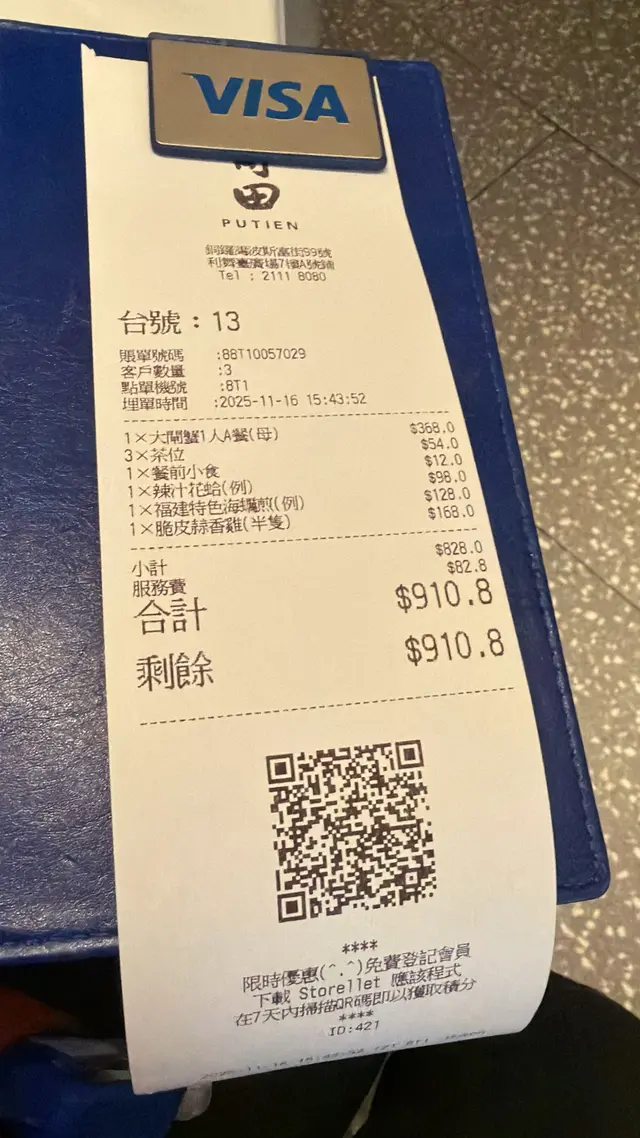 VISA
莆田
PUTIEN
銅鑼灣波斯富街99號
利舞臺廣場7樓A號舖
Tel : 2111 8080
台號：13
賬單號碼 :88T10057029
客戶數量 :3
點單機號 :8T1
埋單時間 :2025-11-16 15:43:52
1×大閘蟹1人A餐(母) $368.0
3×茶位 $54.0
1×餐前小食 $12.0
1×辣汁花蛤(例) $98.0
1×福建特色海蠣煎(例) $128.0
1×脆皮蒜香雞(半隻) $168.0
小計 $828.0
服務費 $82.8
合計 $910.8
剩餘 $910.8
****
限時優惠(^.^)免費登記會員
下載 Storellet 應該程式
在7天內掃描QR碼即以獲取積分
****
ID:421